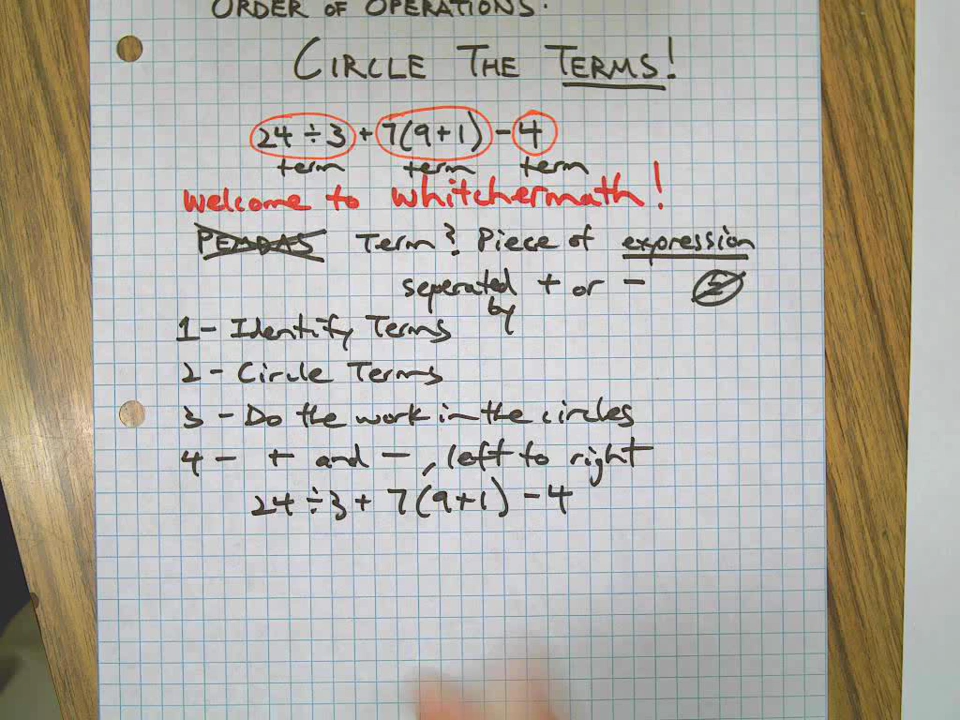 ORDER OF OPERATIONS.
CIRCLE THE TERMS!
24 ÷ 3 + 7(9+1) - 4
term term term
Welcome to whitchermath!
PEMDAS Term? Piece of expression
seperated by + or -
1- Identify Terms
2- Circle Terms
3- Do the work in the circles
4- + and -, left to right
24 ÷ 3 + 7(9+1) - 4